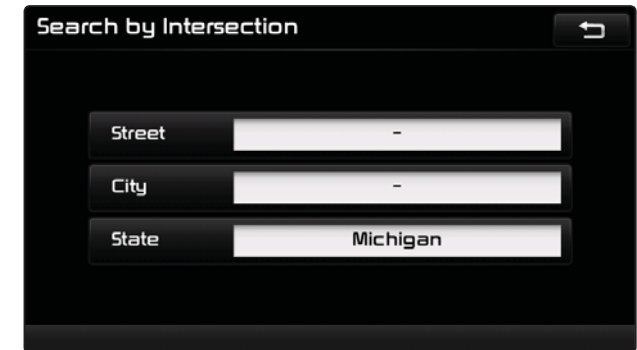 Search by Intersection
Street -
City -
State Michigan